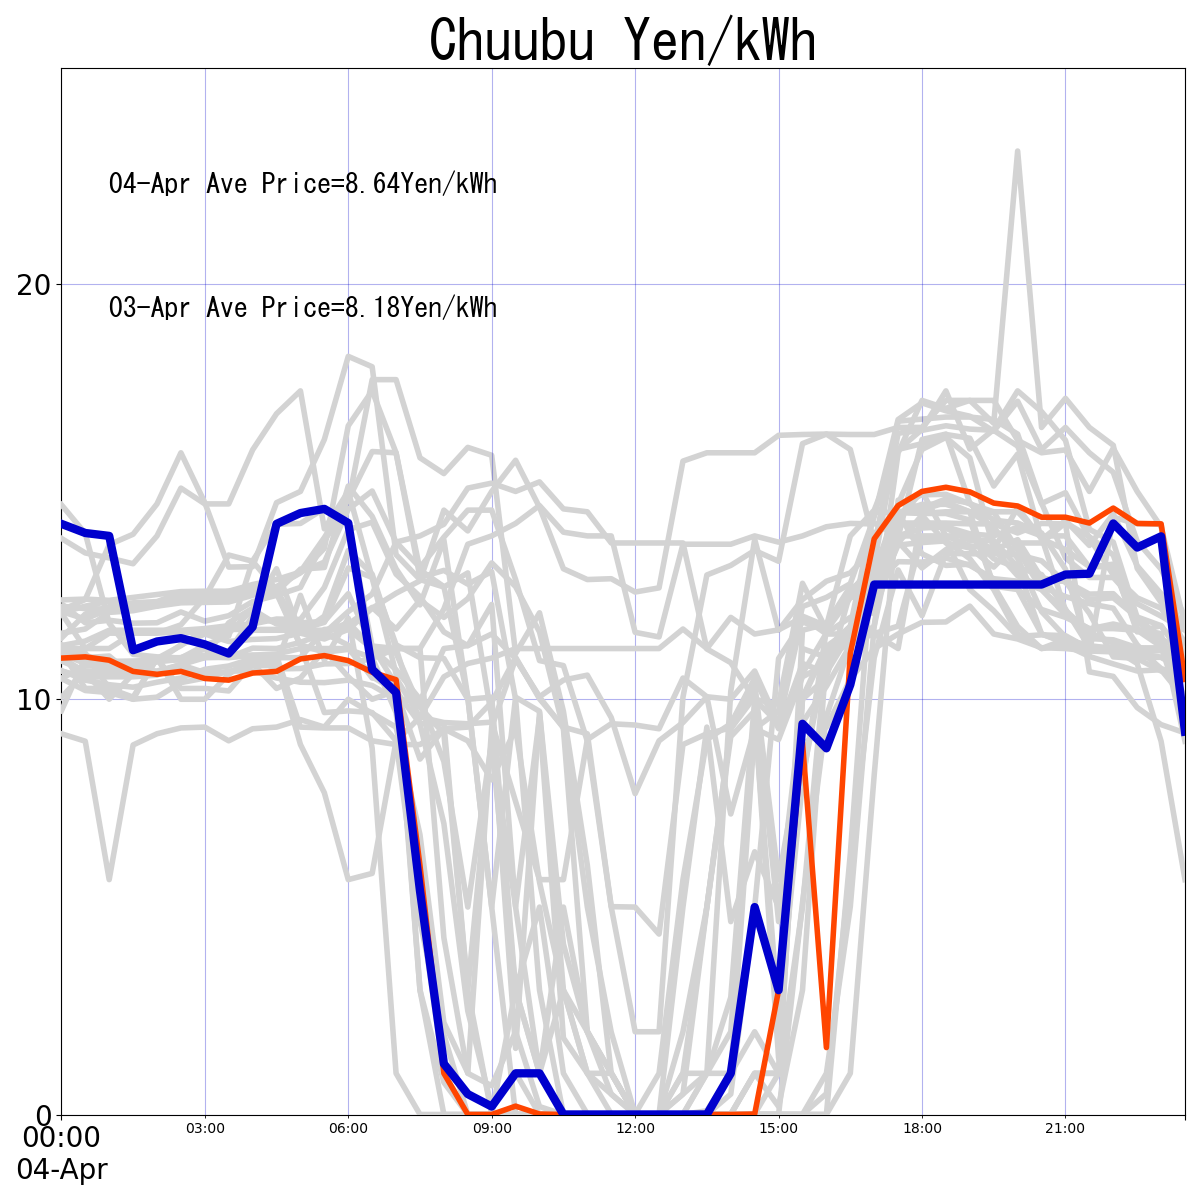 Chuubu Yen/kWh
04-Apr Ave Price=8.64Yen/kWh
03-Apr Ave Price=8.18Yen/kWh
20
10
0
00:00 03:00 06:00 09:00 12:00 15:00 18:00 21:00
04-Apr